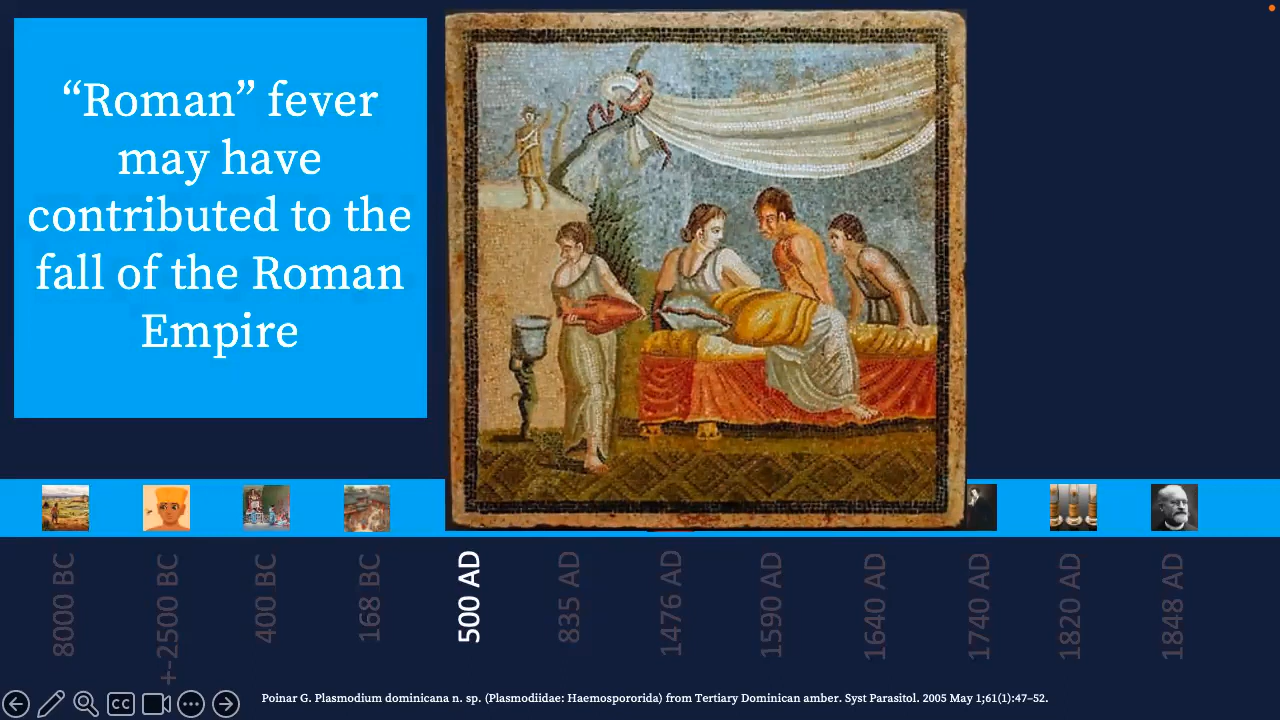 “Roman” fever
may have
contributed to the
fall of the Roman
Empire
8000 BC
+-2500 BC
400 BC
168 BC
500 AD
835 AD
1476 AD
1590 AD
1640 AD
1740 AD
1820 AD
1848 AD
CC
Poinar G. Plasmodium dominicana n. sp. (Plasmodiidae: Haemospororida) from Tertiary Dominican amber. Syst Parasitol. 2005 May 1;61(1):47–52.